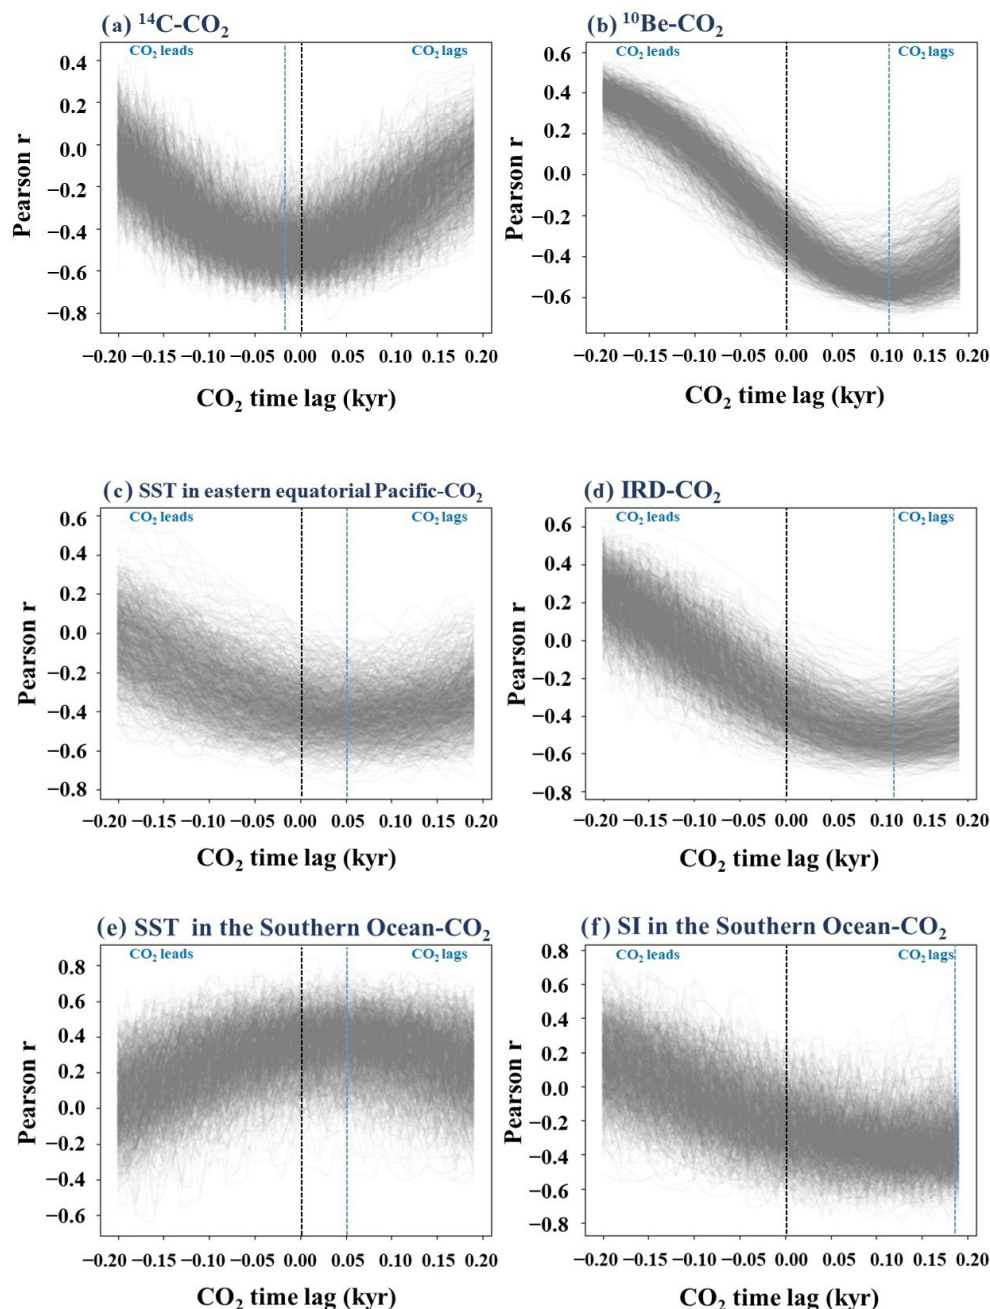 (a) ¹⁴C-CO₂
CO₂ leads
CO₂ lags
0.4
0.2
0.0
−0.2
−0.4
−0.6
−0.8
Pearson r
−0.20 −0.15 −0.10 −0.05 0.00 0.05 0.10 0.15 0.20
CO₂ time lag (kyr)
(b) ¹⁰Be-CO₂
CO₂ leads
CO₂ lags
0.6
0.4
0.2
0.0
−0.2
−0.4
−0.6
Pearson r
−0.20 −0.15 −0.10 −0.05 0.00 0.05 0.10 0.15 0.20
CO₂ time lag (kyr)
(c) SST in eastern equatorial Pacific-CO₂
CO₂ leads
CO₂ lags
0.6
0.4
0.2
0.0
−0.2
−0.4
−0.6
−0.8
Pearson r
−0.20 −0.15 −0.10 −0.05 0.00 0.05 0.10 0.15 0.20
CO₂ time lag (kyr)
(d) IRD-CO₂
CO₂ leads
CO₂ lags
0.6
0.4
0.2
0.0
−0.2
−0.4
−0.6
−0.8
Pearson r
−0.20 −0.15 −0.10 −0.05 0.00 0.05 0.10 0.15 0.20
CO₂ time lag (kyr)
(e) SST in the Southern Ocean-CO₂
CO₂ leads
CO₂ lags
0.8
0.6
0.4
0.2
0.0
−0.2
−0.4
−0.6
Pearson r
−0.20 −0.15 −0.10 −0.05 0.00 0.05 0.10 0.15 0.20
CO₂ time lag (kyr)
(f) SI in the Southern Ocean-CO₂
CO₂ leads
CO₂ lags
0.8
0.6
0.4
0.2
0.0
−0.2
−0.4
−0.6
−0.8
Pearson r
−0.20 −0.15 −0.10 −0.05 0.00 0.05 0.10 0.15 0.20
CO₂ time lag (kyr)